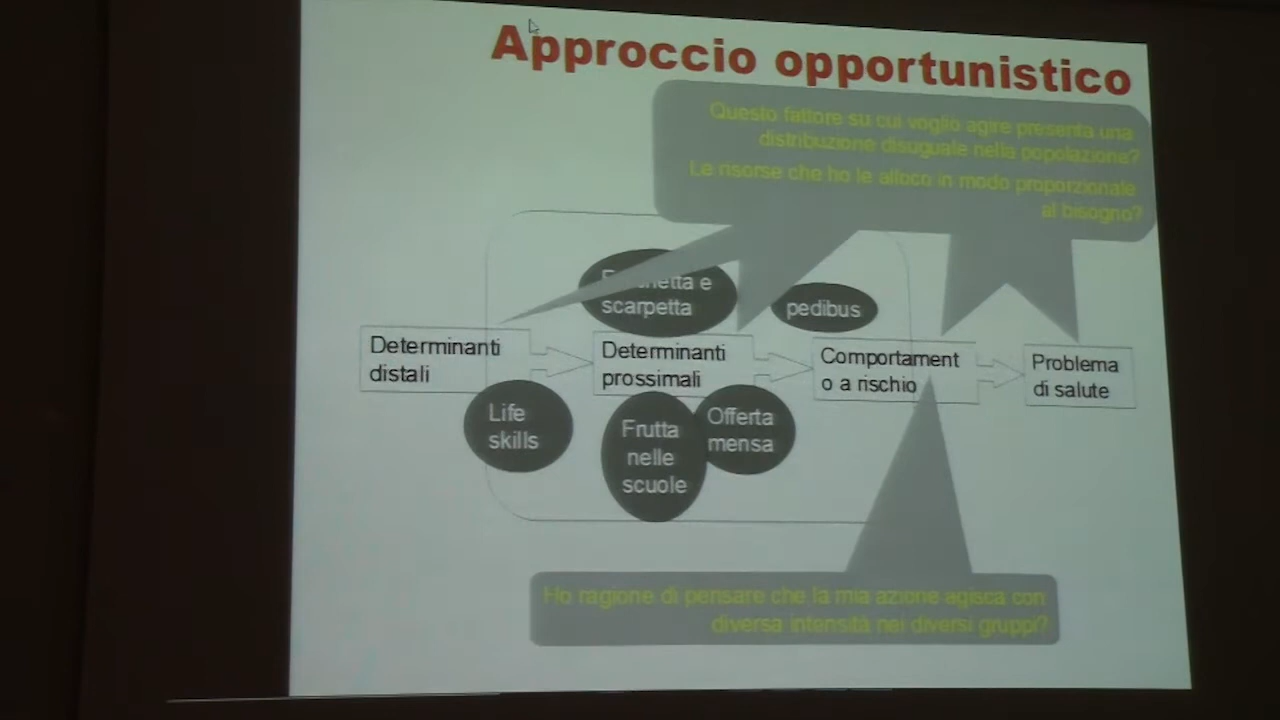 Approccio opportunistico
Questo fattore su cui voglio agire presenta una
distribuzione disuguale nella popolazione?
Le risorse che ho le alloco in modo proporzionale
al bisogno?
e
scarpetta
pedibus
Determinanti
distali
Determinanti
prossimali
Comportament
o a rischio
Problema
di salute
Life
skills
Frutta
nelle
scuole
Offerta
mensa
Ho ragione di pensare che la mia azione agisca con
diversa intensità nei diversi gruppi?